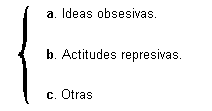 a. Ideas obsesivas.
b. Actitudes represivas.
c. Otras